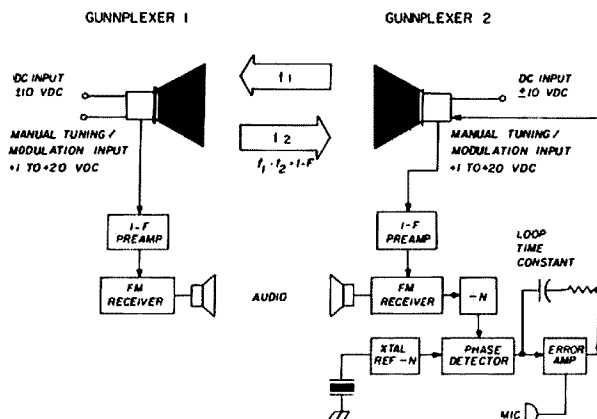 GUNNPLEXER 1
GUNNPLEXER 2
DC INPUT
±10 VDC
MANUAL TUNING/
MODULATION INPUT
+1 TO+20 VDC
f1
f2
f1 - f2 = I-F
DC INPUT
±10 VDC
MANUAL TUNING/
MODULATION INPUT
+1 TO+20 VDC
I-F
PREAMP
I-F
PREAMP
LOOP
TIME
CONSTANT
FM
RECEIVER
AUDIO
FM
RECEIVER
-N
XTAL
REF -N
PHASE
DETECTOR
ERROR
AMP
MIC